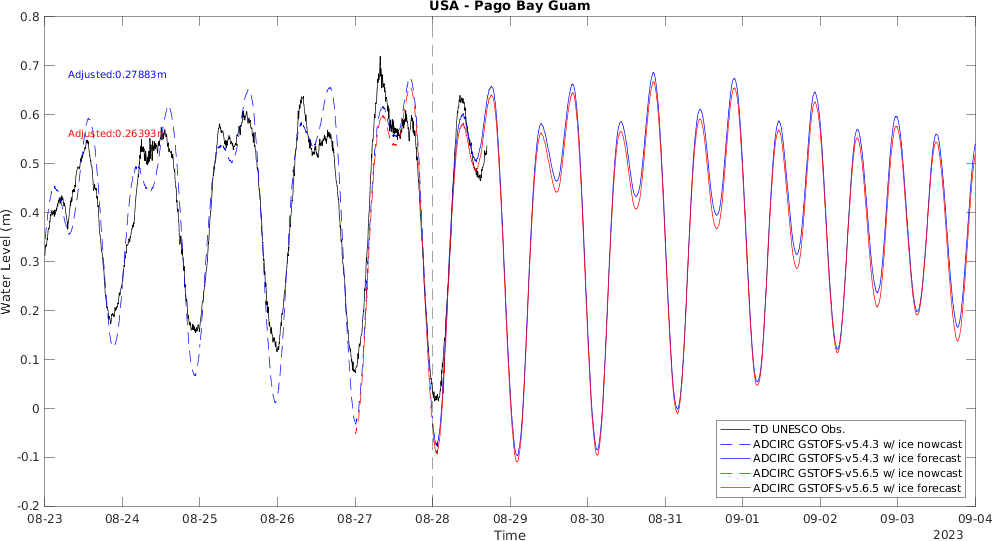 USA - Pago Bay Guam
Water Level (m)
0.8
0.7
0.6
0.5
0.4
0.3
0.2
0.1
0
-0.1
-0.2
Adjusted:0.27883m
Adjusted:0.26393m
TD UNESCO Obs.
ADCIRC GSTOFS-v5.4.3 w/ ice nowcast
ADCIRC GSTOFS-v5.4.3 w/ ice forecast
ADCIRC GSTOFS-v5.6.5 w/ ice nowcast
ADCIRC GSTOFS-v5.6.5 w/ ice forecast
08-23 08-24 08-25 08-26 08-27 08-28 08-29 08-30 08-31 09-01 09-02 09-03 09-04
Time
2023